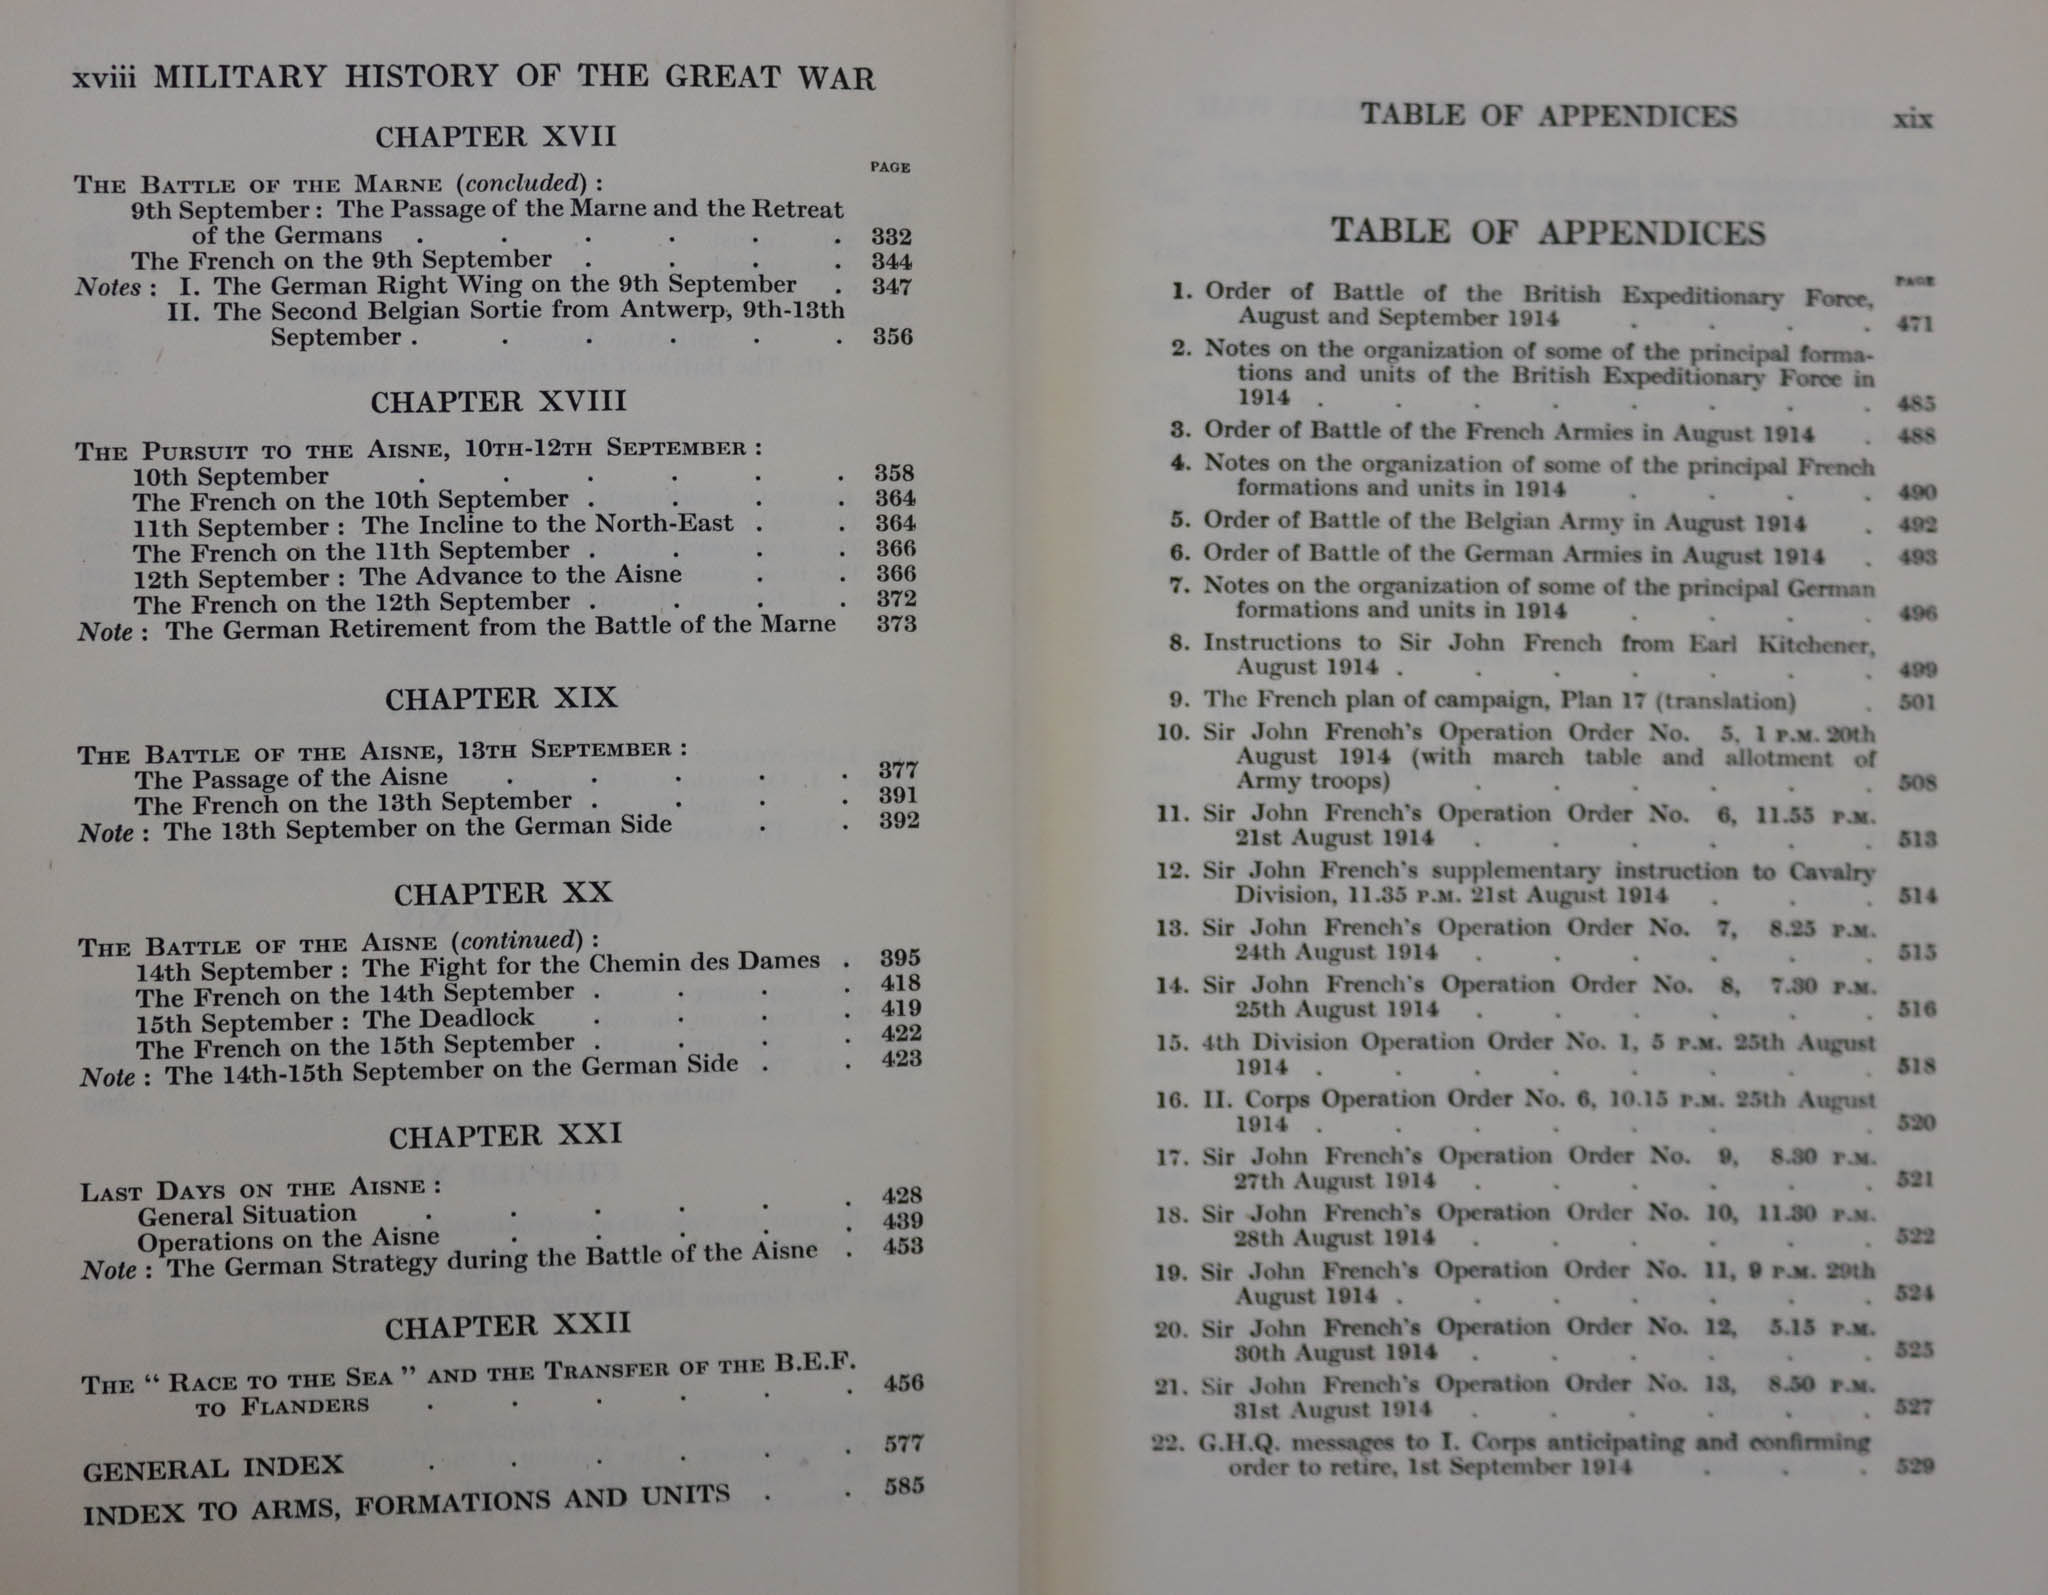 xviii MILITARY HISTORY OF THE GREAT WAR
CHAPTER XVII
PAGE
THE BATTLE OF THE MARNE (concluded) :
9th September : The Passage of the Marne and the Retreat
of the Germans . . . . . . 332
The French on the 9th September . . . . 344
Notes : I. The German Right Wing on the 9th September . 347
II. The Second Belgian Sortie from Antwerp, 9th-13th
September . . . . . . 356
CHAPTER XVIII
THE PURSUIT TO THE AISNE, 10TH-12TH SEPTEMBER :
10th September . . . . . . 358
The French on the 10th September . . . . 364
11th September : The Incline to the North-East . . 364
The French on the 11th September . . . . 366
12th September : The Advance to the Aisne . . 366
The French on the 12th September . . . . 372
Note : The German Retirement from the Battle of the Marne 373
CHAPTER XIX
THE BATTLE OF THE AISNE, 13TH SEPTEMBER :
The Passage of the Aisne . . . . . 377
The French on the 13th September . . . . 391
Note : The 13th September on the German Side . . 392
CHAPTER XX
THE BATTLE OF THE AISNE (continued) :
14th September : The Fight for the Chemin des Dames . 395
The French on the 14th September . . . . 418
15th September : The Deadlock . . . . 419
The French on the 15th September . . . . 422
Note : The 14th-15th September on the German Side . . 423
CHAPTER XXI
LAST DAYS ON THE AISNE :
General Situation . . . . . . 428
Operations on the Aisne . . . . . 439
Note : The German Strategy during the Battle of the Aisne . 453
CHAPTER XXII
THE “ RACE TO THE SEA ” AND THE TRANSFER OF THE B.E.F.
TO FLANDERS . . . . . . 456
GENERAL INDEX . . . . . . 577
INDEX TO ARMS, FORMATIONS AND UNITS . . 585
TABLE OF APPENDICES xix
TABLE OF APPENDICES
PAGE
1. Order of Battle of the British Expeditionary Force,
August and September 1914 . . . . 471
2. Notes on the organization of some of the principal forma-
tions and units of the British Expeditionary Force in
1914 . . . . . . . . 485
3. Order of Battle of the French Armies in August 1914 . 488
4. Notes on the organization of some of the principal French
formations and units in 1914 . . . . 490
5. Order of Battle of the Belgian Army in August 1914 . 492
6. Order of Battle of the German Armies in August 1914 . 493
7. Notes on the organization of some of the principal German
formations and units in 1914 . . . . 496
8. Instructions to Sir John French from Earl Kitchener,
August 1914 . . . . . . . 499
9. The French plan of campaign, Plan 17 (translation) . 501
10. Sir John French's Operation Order No. 5, 1 P.M. 20th
August 1914 (with march table and allotment of
Army troops) . . . . . . 508
11. Sir John French's Operation Order No. 6, 11.55 P.M.
21st August 1914 . . . . . . 513
12. Sir John French's supplementary instruction to Cavalry
Division, 11.35 P.M. 21st August 1914 . . . 514
13. Sir John French's Operation Order No. 7, 8.25 P.M.
24th August 1914 . . . . . . 515
14. Sir John French's Operation Order No. 8, 7.30 P.M.
25th August 1914 . . . . . . 516
15. 4th Division Operation Order No. 1, 5 P.M. 25th August
1914 . . . . . . . . 518
16. II. Corps Operation Order No. 6, 10.15 P.M. 25th August
1914 . . . . . . . . 520
17. Sir John French's Operation Order No. 9, 8.30 P.M.
27th August 1914 . . . . . . 521
18. Sir John French's Operation Order No. 10, 11.30 P.M.
28th August 1914 . . . . . . 522
19. Sir John French's Operation Order No. 11, 9 P.M. 29th
August 1914 . . . . . . . 524
20. Sir John French's Operation Order No. 12, 5.15 P.M.
30th August 1914 . . . . . . 525
21. Sir John French's Operation Order No. 13, 8.50 P.M.
31st August 1914 . . . . . . 527
22. G.H.Q. messages to I. Corps anticipating and confirming
order to retire, 1st September 1914 . . . 529